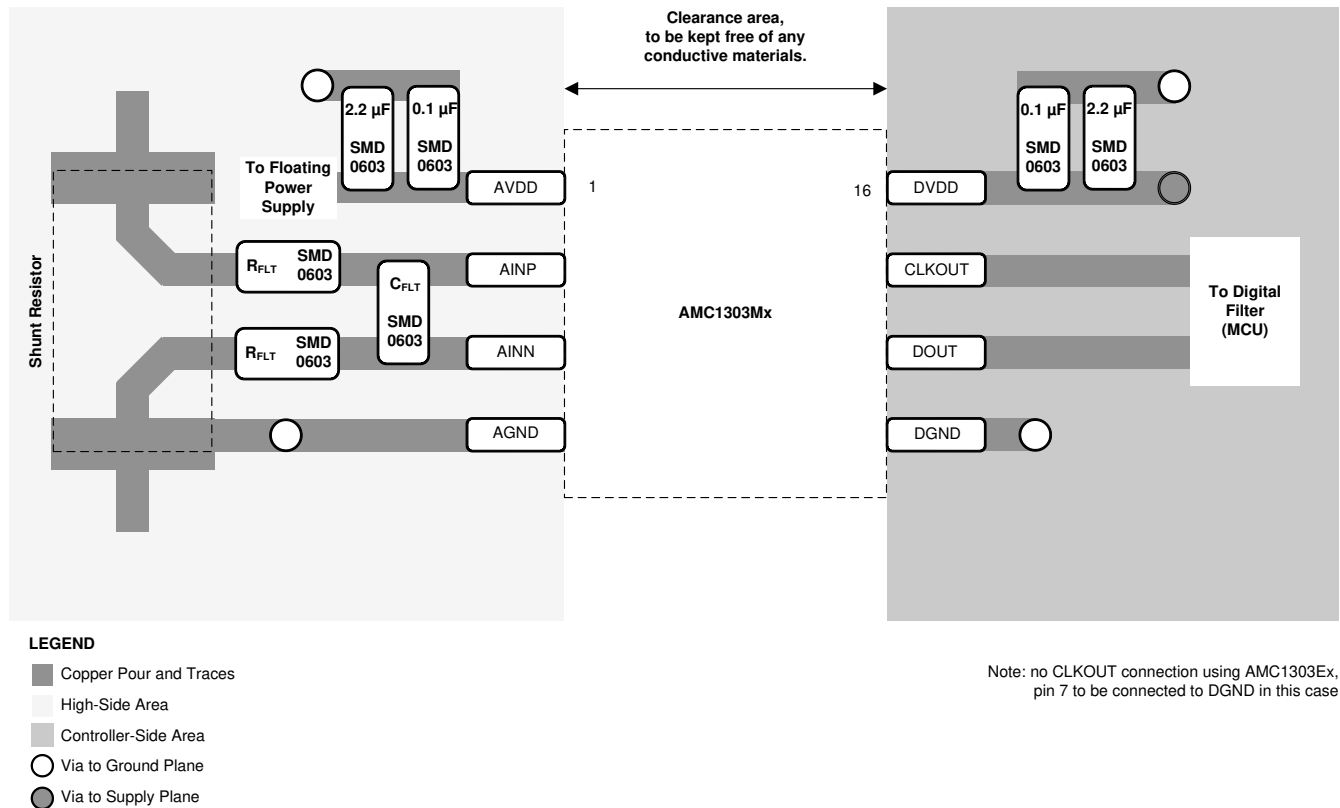 Clearance area,
to be kept free of any
conductive materials.
2.2 µF
SMD
0603
0.1 µF
SMD
0603
To Floating
Power
Supply
AVDD
1
Shunt Resistor
RFLT
SMD
0603
AINP
CFLT
SMD
0603
RFLT
SMD
0603
AINN
AGND
AMC1303Mx
0.1 µF
SMD
0603
2.2 µF
SMD
0603
16
DVDD
CLKOUT
DOUT
DGND
To Digital
Filter
(MCU)
LEGEND
Copper Pour and Traces
High-Side Area
Controller-Side Area
Via to Ground Plane
Via to Supply Plane
Note: no CLKOUT connection using AMC1303Ex,
pin 7 to be connected to DGND in this case